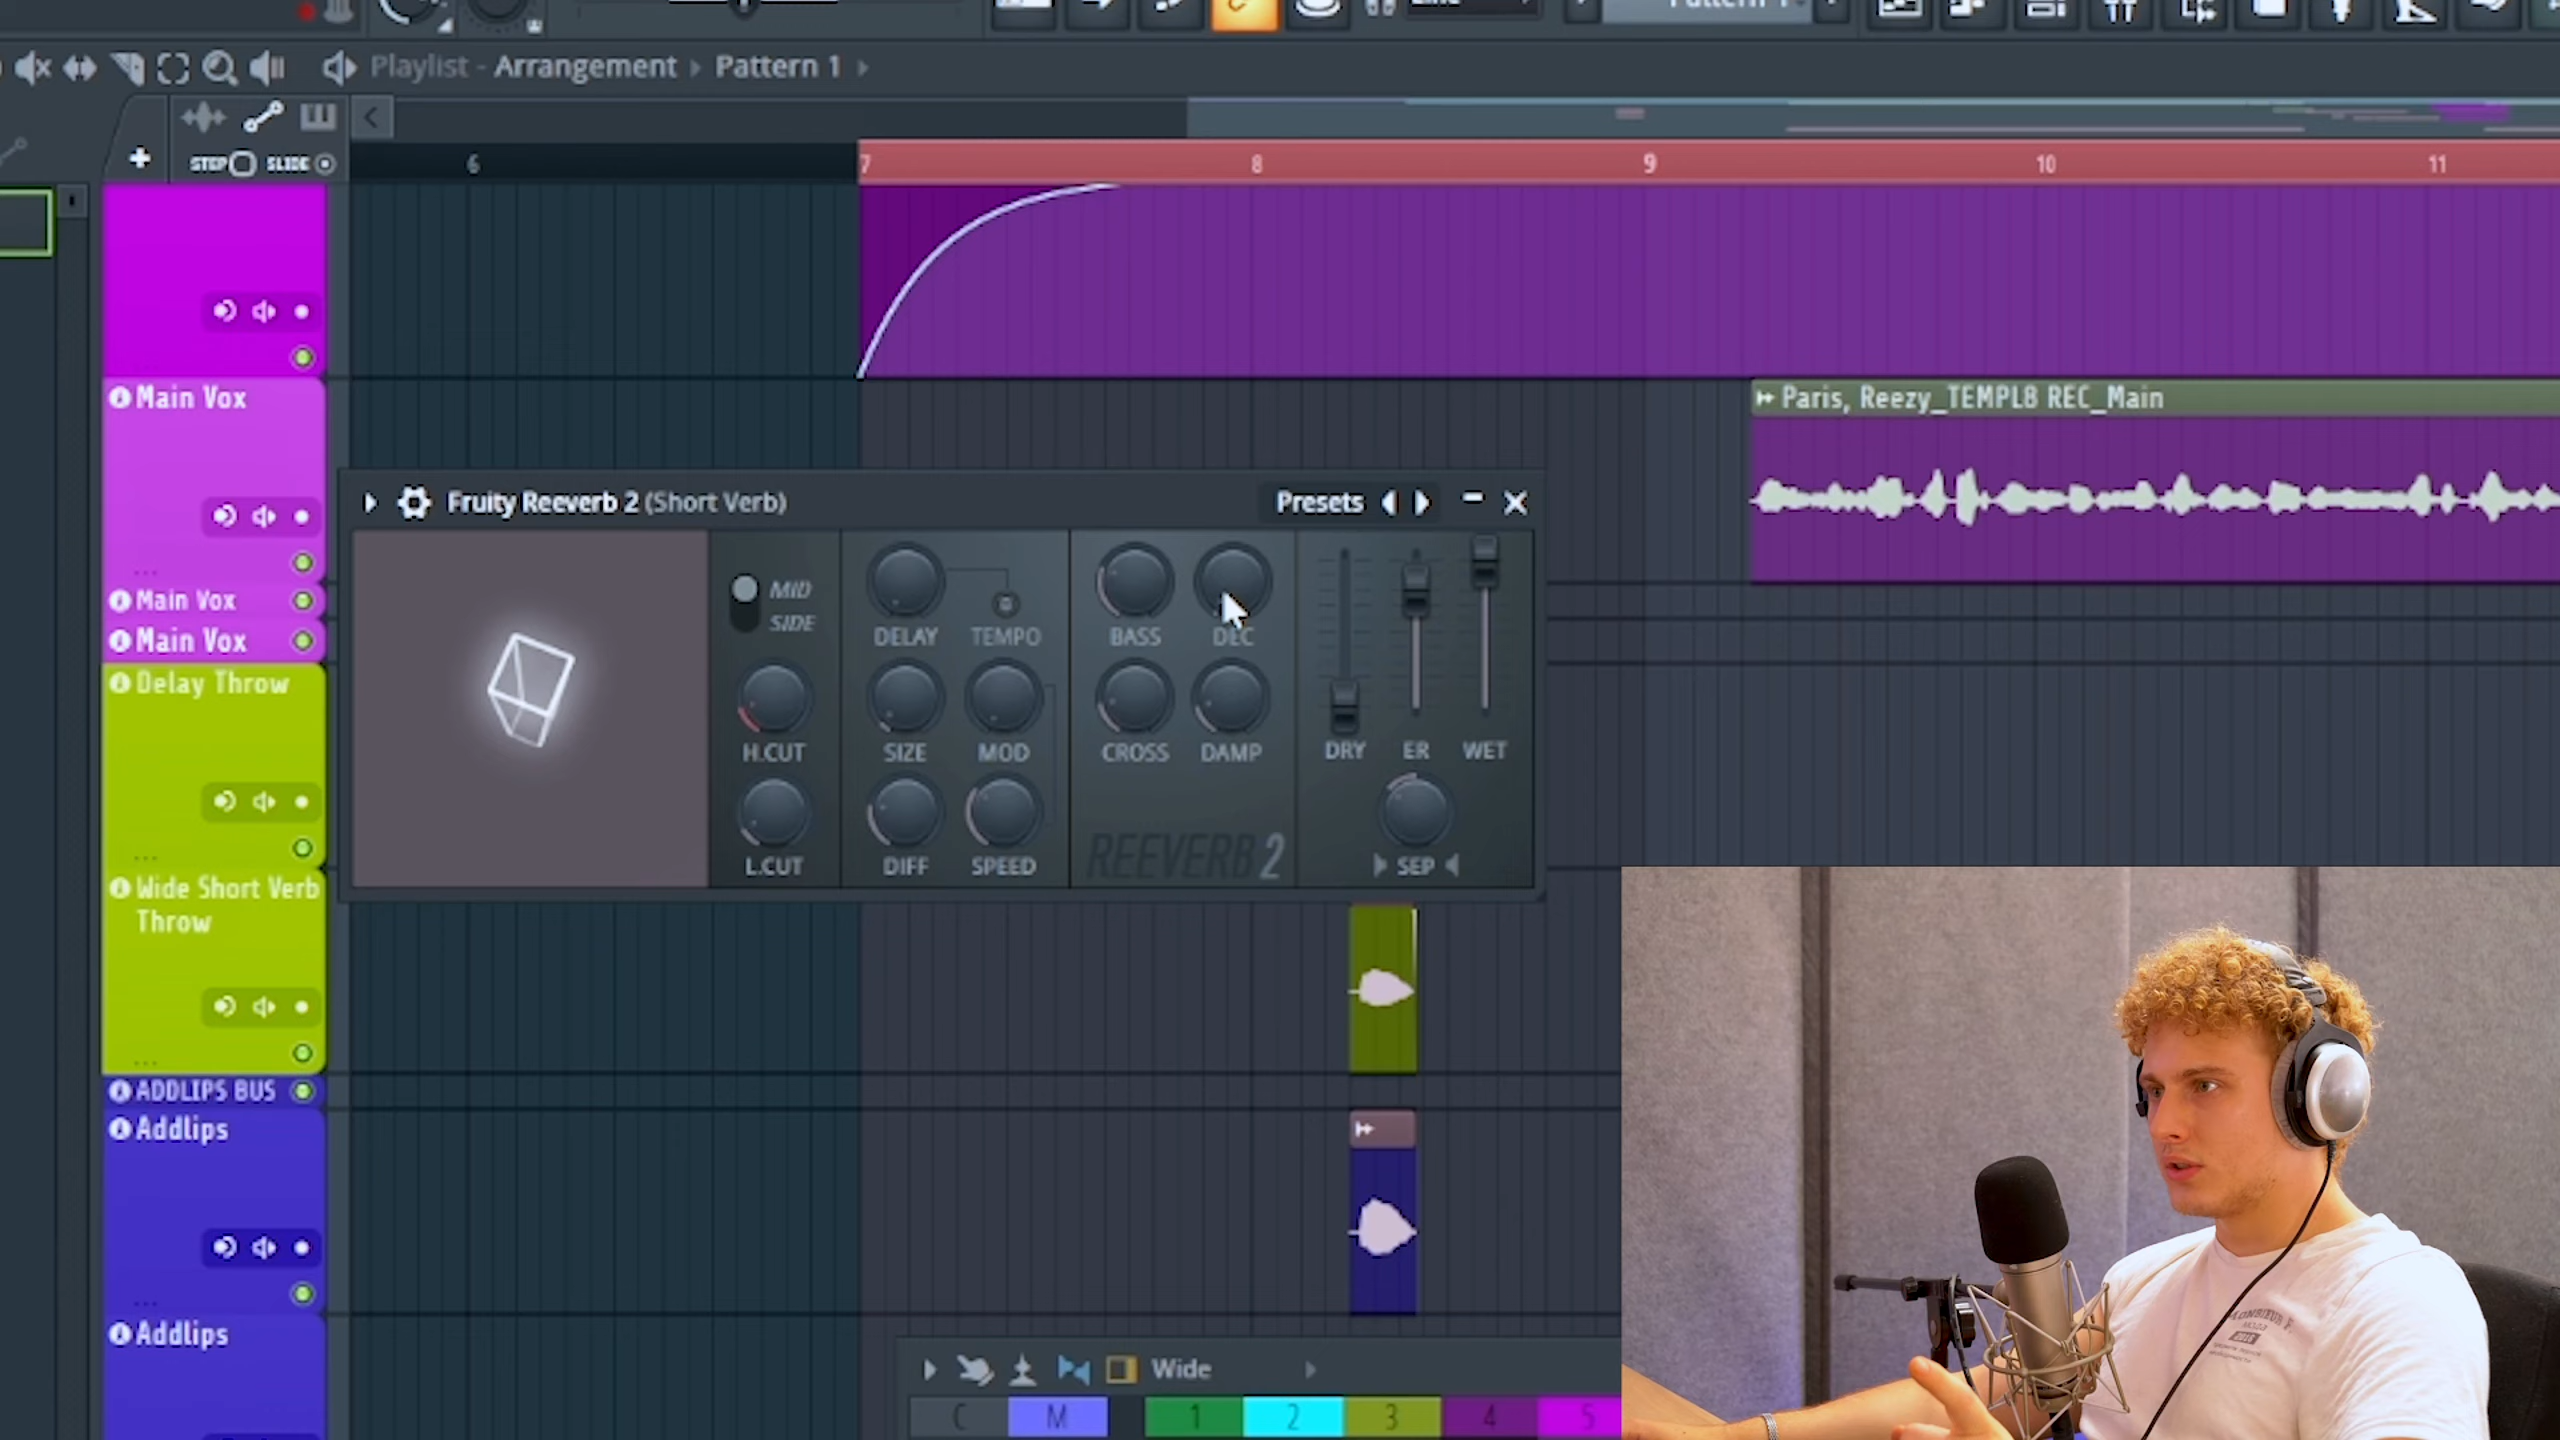 Playlist - Arrangement › Pattern 1 ›
STEP SLIDE
6 7 8 9 10 11
Main Vox
Paris, Reezy_TEMPL8 REC_Main
Fruity Reeverb 2 (Short Verb)
Presets
MID
SIDE
DELAY TEMPO BASS DEC
H.CUT SIZE MOD CROSS DAMP DRY ER WET
L.CUT DIFF SPEED REEVERB 2 SEP
Main Vox
Main Vox
Delay Throw
Wide Short Verb
Throw
ADDLIPS BUS
Addlips
Addlips
Wide
C M 1 2 3 4 5